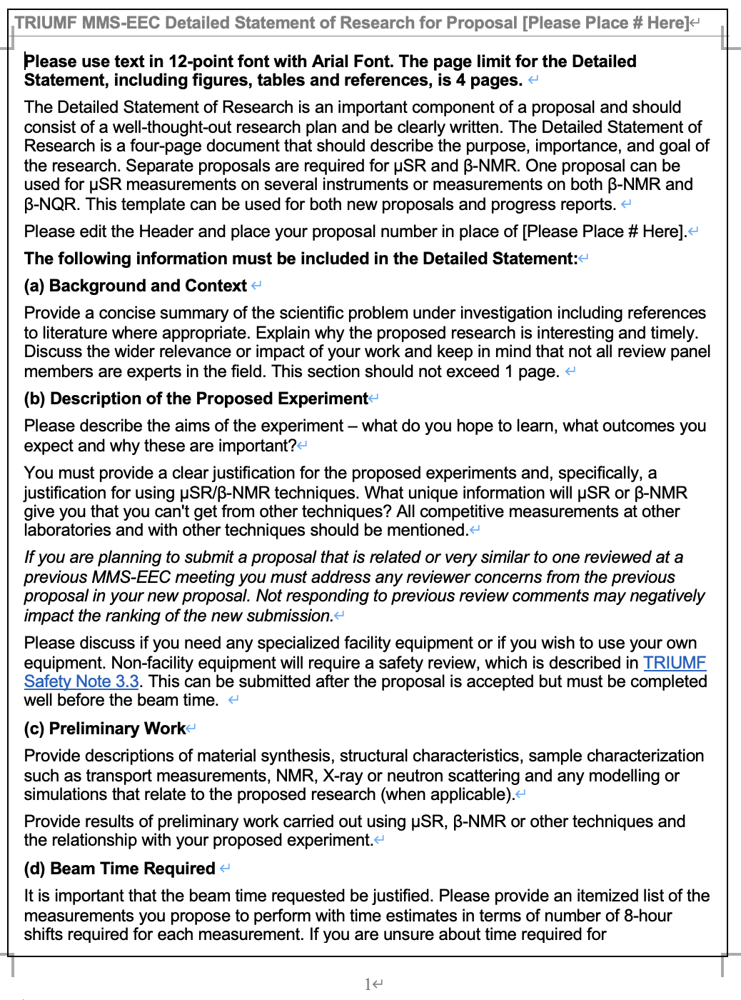 TRIUMF MMS-EEC Detailed Statement of Research for Proposal [Please Place # Here]↵
Please use text in 12-point font with Arial Font. The page limit for the Detailed
Statement, including figures, tables and references, is 4 pages. ↵
The Detailed Statement of Research is an important component of a proposal and should
consist of a well-thought-out research plan and be clearly written. The Detailed Statement of
Research is a four-page document that should describe the purpose, importance, and goal of
the research. Separate proposals are required for µSR and β-NMR. One proposal can be
used for µSR measurements on several instruments or measurements on both β-NMR and
β-NQR. This template can be used for both new proposals and progress reports. ↵
Please edit the Header and place your proposal number in place of [Please Place # Here].↵
The following information must be included in the Detailed Statement:↵
(a) Background and Context ↵
Provide a concise summary of the scientific problem under investigation including references
to literature where appropriate. Explain why the proposed research is interesting and timely.
Discuss the wider relevance or impact of your work and keep in mind that not all review panel
members are experts in the field. This section should not exceed 1 page. ↵
(b) Description of the Proposed Experiment↵
Please describe the aims of the experiment – what do you hope to learn, what outcomes you
expect and why these are important?↵
You must provide a clear justification for the proposed experiments and, specifically, a
justification for using µSR/β-NMR techniques. What unique information will µSR or β-NMR
give you that you can't get from other techniques? All competitive measurements at other
laboratories and with other techniques should be mentioned.↵
If you are planning to submit a proposal that is related or very similar to one reviewed at a
previous MMS-EEC meeting you must address any reviewer concerns from the previous
proposal in your new proposal. Not responding to previous review comments may negatively
impact the ranking of the new submission.↵
Please discuss if you need any specialized facility equipment or if you wish to use your own
equipment. Non-facility equipment will require a safety review, which is described in TRIUMF
Safety Note 3.3. This can be submitted after the proposal is accepted but must be completed
well before the beam time. ↵
(c) Preliminary Work↵
Provide descriptions of material synthesis, structural characteristics, sample characterization
such as transport measurements, NMR, X-ray or neutron scattering and any modelling or
simulations that relate to the proposed research (when applicable).↵
Provide results of preliminary work carried out using µSR, β-NMR or other techniques and
the relationship with your proposed experiment.↵
(d) Beam Time Required ↵
It is important that the beam time requested be justified. Please provide an itemized list of the
measurements you propose to perform with time estimates in terms of number of 8-hour
shifts required for each measurement. If you are unsure about time required for
1↵